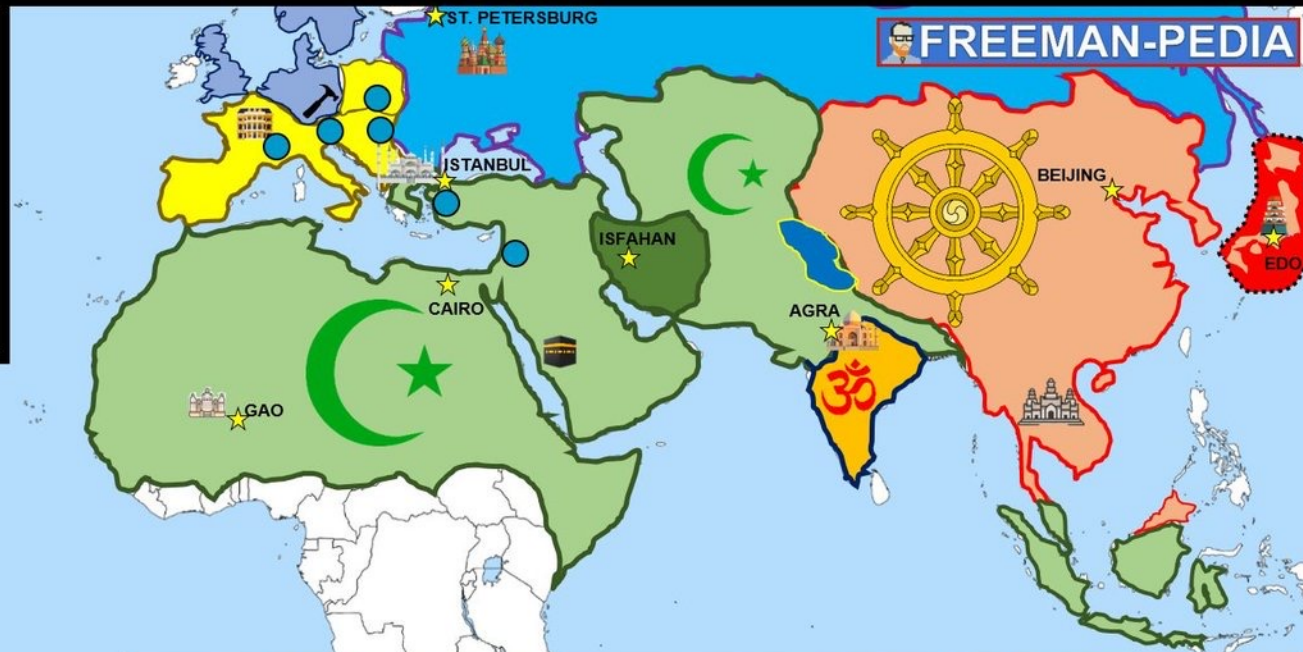 ST. PETERSBURG
FREEMAN-PEDIA
ISTANBUL
BEIJING
ISFAHAN
EDO
CAIRO
AGRA
GAO
ॐ